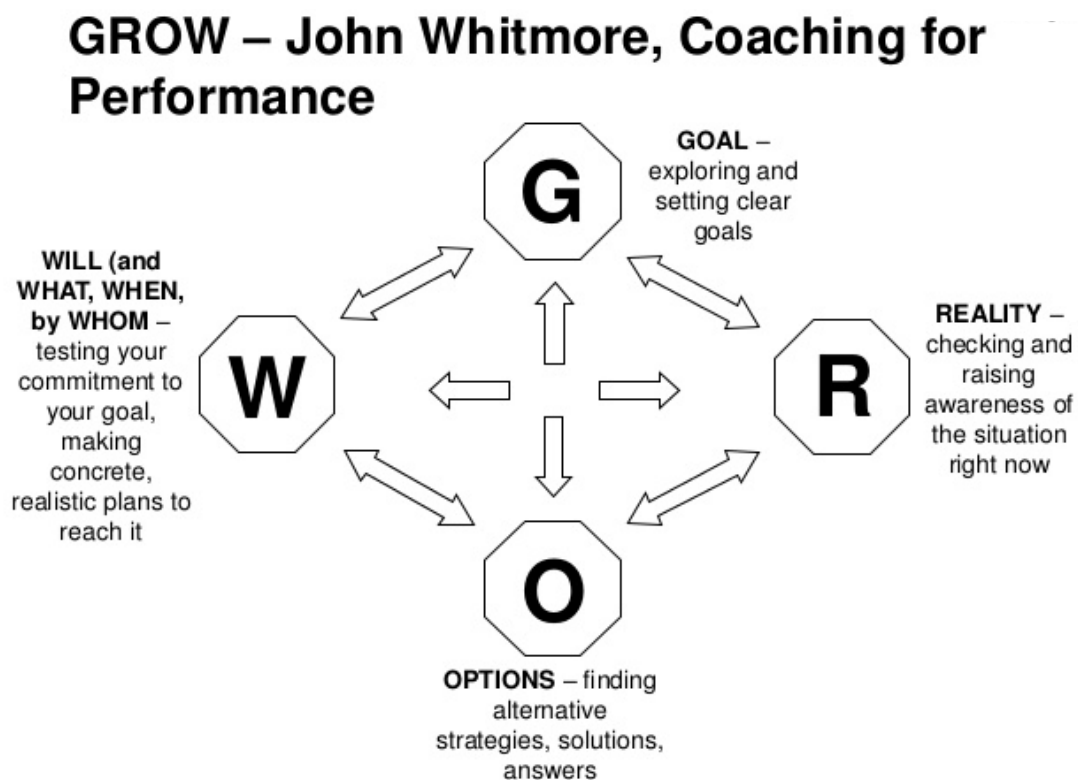 GROW – John Whitmore, Coaching for
Performance
G
GOAL –
exploring and
setting clear
goals
WILL (and
WHAT, WHEN,
by WHOM –
testing your
commitment to
your goal,
making
concrete,
realistic plans to
reach it
W
R
REALITY –
checking and
raising
awareness of
the situation
right now
O
OPTIONS – finding
alternative
strategies, solutions,
answers